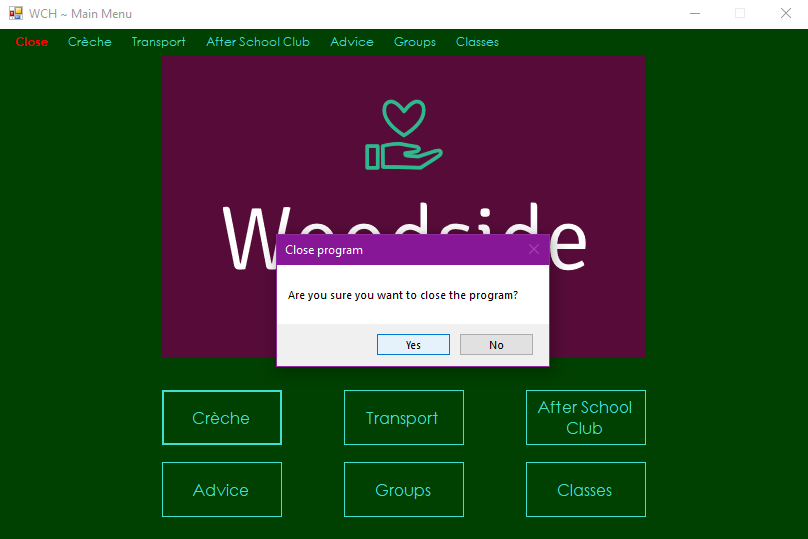 WCH ~ Main Menu
Close Crèche Transport After School Club Advice Groups Classes
Woodside
Close program
Are you sure you want to close the program?
Yes No
Crèche Transport After School
Club
Advice Groups Classes